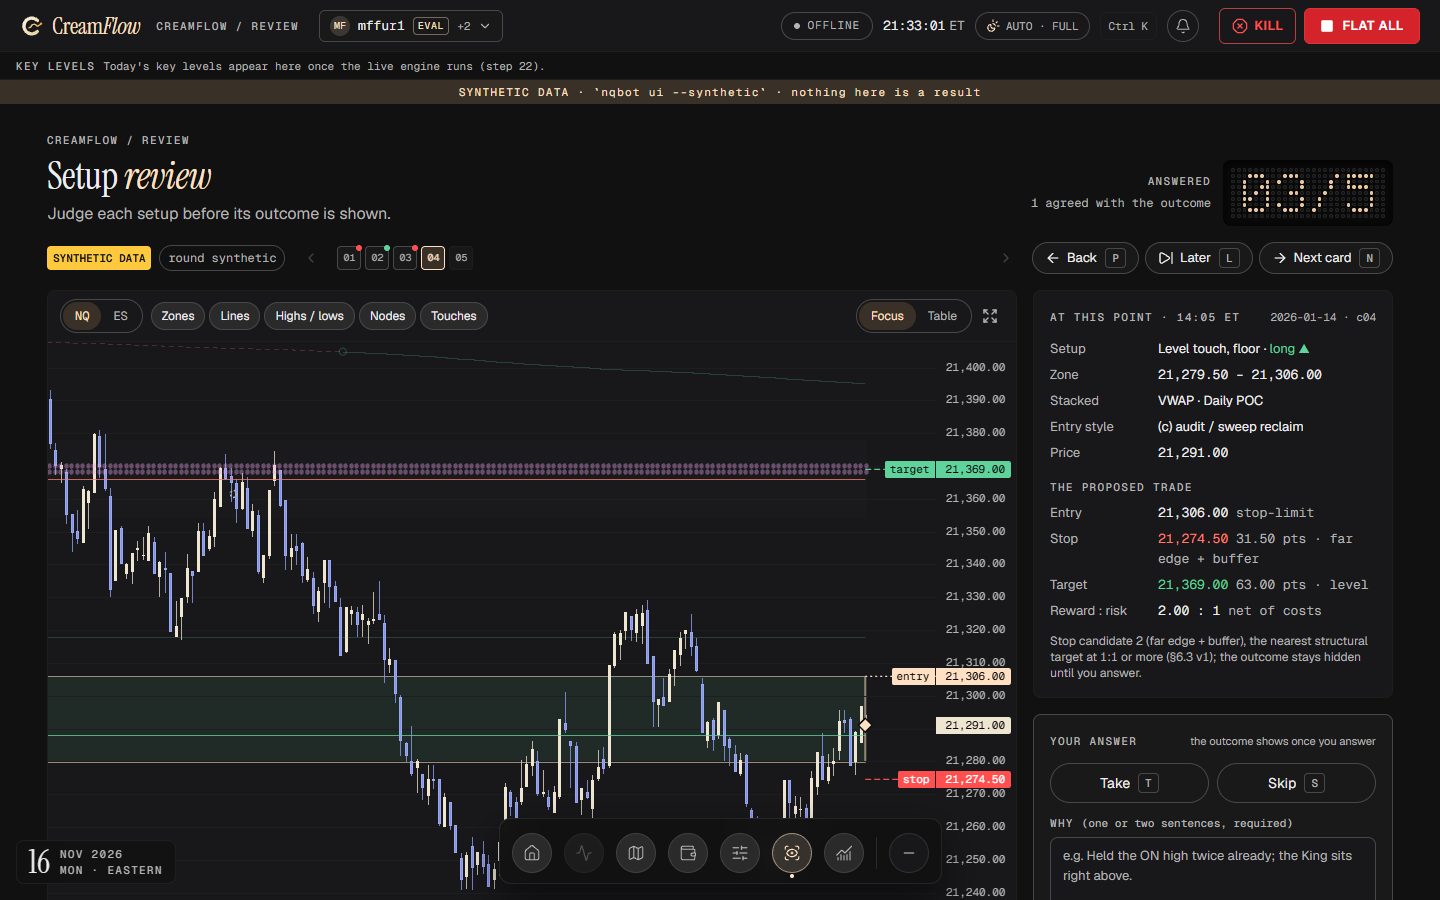 CreamFlow CREAMFLOW / REVIEW MF mffur1 EVAL +2 OFFLINE 21:33:01 ET AUTO · FULL Ctrl K KILL FLAT ALL
KEY LEVELS Today's key levels appear here once the live engine runs (step 22).
SYNTHETIC DATA · `nqbot ui --synthetic` · nothing here is a result
CREAMFLOW / REVIEW
Setup review
Judge each setup before its outcome is shown.
ANSWERED
1 agreed with the outcome
03/5
SYNTHETIC DATA round synthetic 01 02 03 04 05
Back P Later L Next card N
NQ ES Zones Lines Highs / lows Nodes Touches Focus Table
21,400.00
21,390.00
21,380.00
target 21,369.00
21,360.00
21,350.00
21,340.00
21,330.00
21,320.00
21,310.00
entry 21,306.00
21,300.00
21,291.00
21,280.00
stop 21,274.50
21,270.00
21,260.00
21,250.00
21,240.00
AT THIS POINT · 14:05 ET 2026-01-14 · c04
Setup Level touch, floor · long ▲
Zone 21,279.50 – 21,306.00
Stacked VWAP · Daily POC
Entry style (c) audit / sweep reclaim
Price 21,291.00
THE PROPOSED TRADE
Entry 21,306.00 stop-limit
Stop 21,274.50 31.50 pts · far
edge + buffer
Target 21,369.00 63.00 pts · level
Reward : risk 2.00 : 1 net of costs
Stop candidate 2 (far edge + buffer), the nearest structural
target at 1:1 or more (§6.3 v1); the outcome stays hidden
until you answer.
YOUR ANSWER the outcome shows once you answer
Take T Skip S
WHY (one or two sentences, required)
e.g. Held the ON high twice already; the King sits
right above.
16 NOV 2026
MON · EASTERN